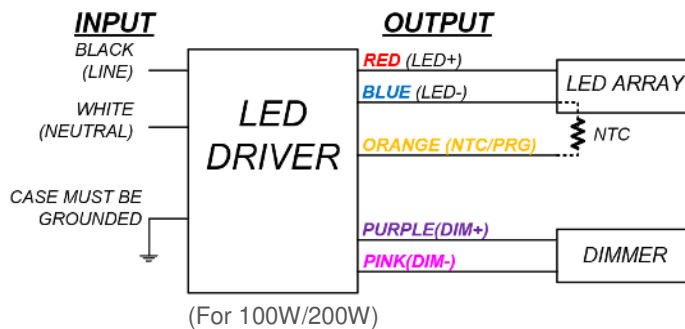 INPUT
OUTPUT
BLACK
(LINE)
WHITE
(NEUTRAL)
CASE MUST BE
GROUNDED
LED
DRIVER
RED (LED+)
BLUE (LED-)
ORANGE (NTC/PRG)
PURPLE(DIM+)
PINK(DIM-)
LED ARRAY
NTC
DIMMER
(For 100W/200W)